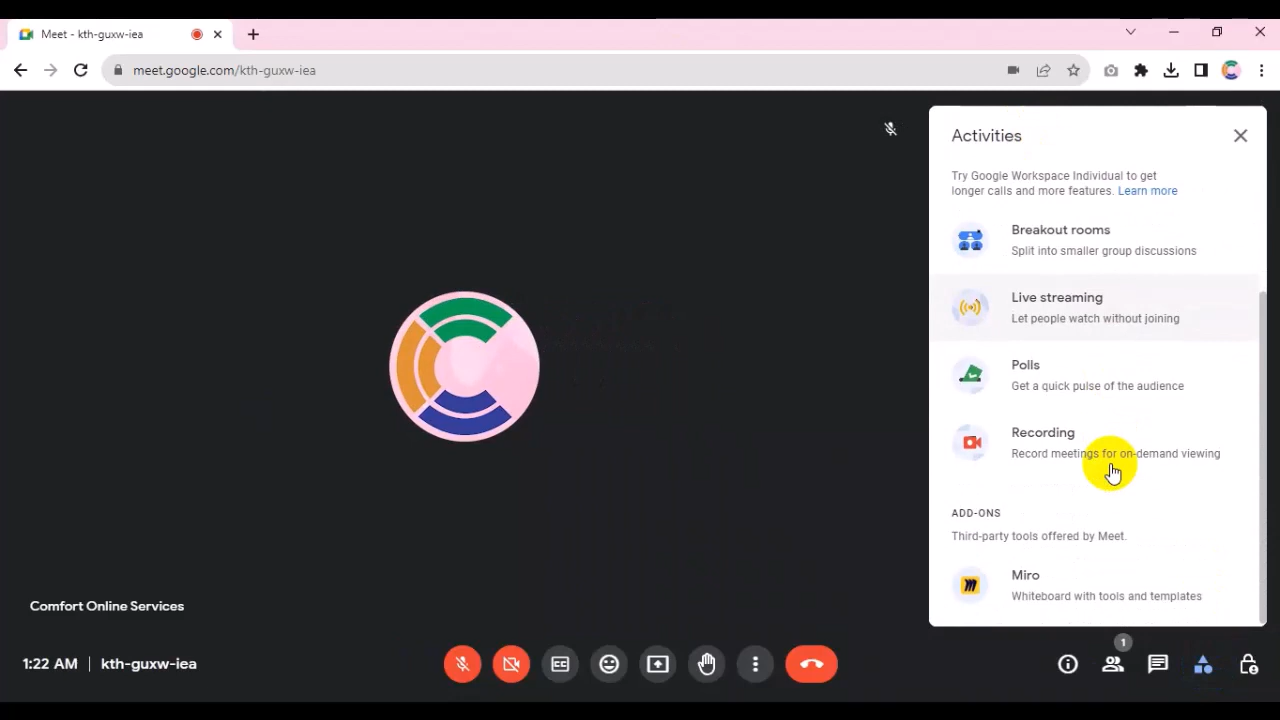 Meet - kth-guxw-iea
meet.google.com/kth-guxw-iea
Activities
Try Google Workspace Individual to get
longer calls and more features. Learn more
Breakout rooms
Split into smaller group discussions
Live streaming
Let people watch without joining
Polls
Get a quick pulse of the audience
Recording
Record meetings for on-demand viewing
ADD-ONS
Third-party tools offered by Meet.
Miro
Whiteboard with tools and templates
Comfort Online Services
1:22 AM | kth-guxw-iea
CC
1